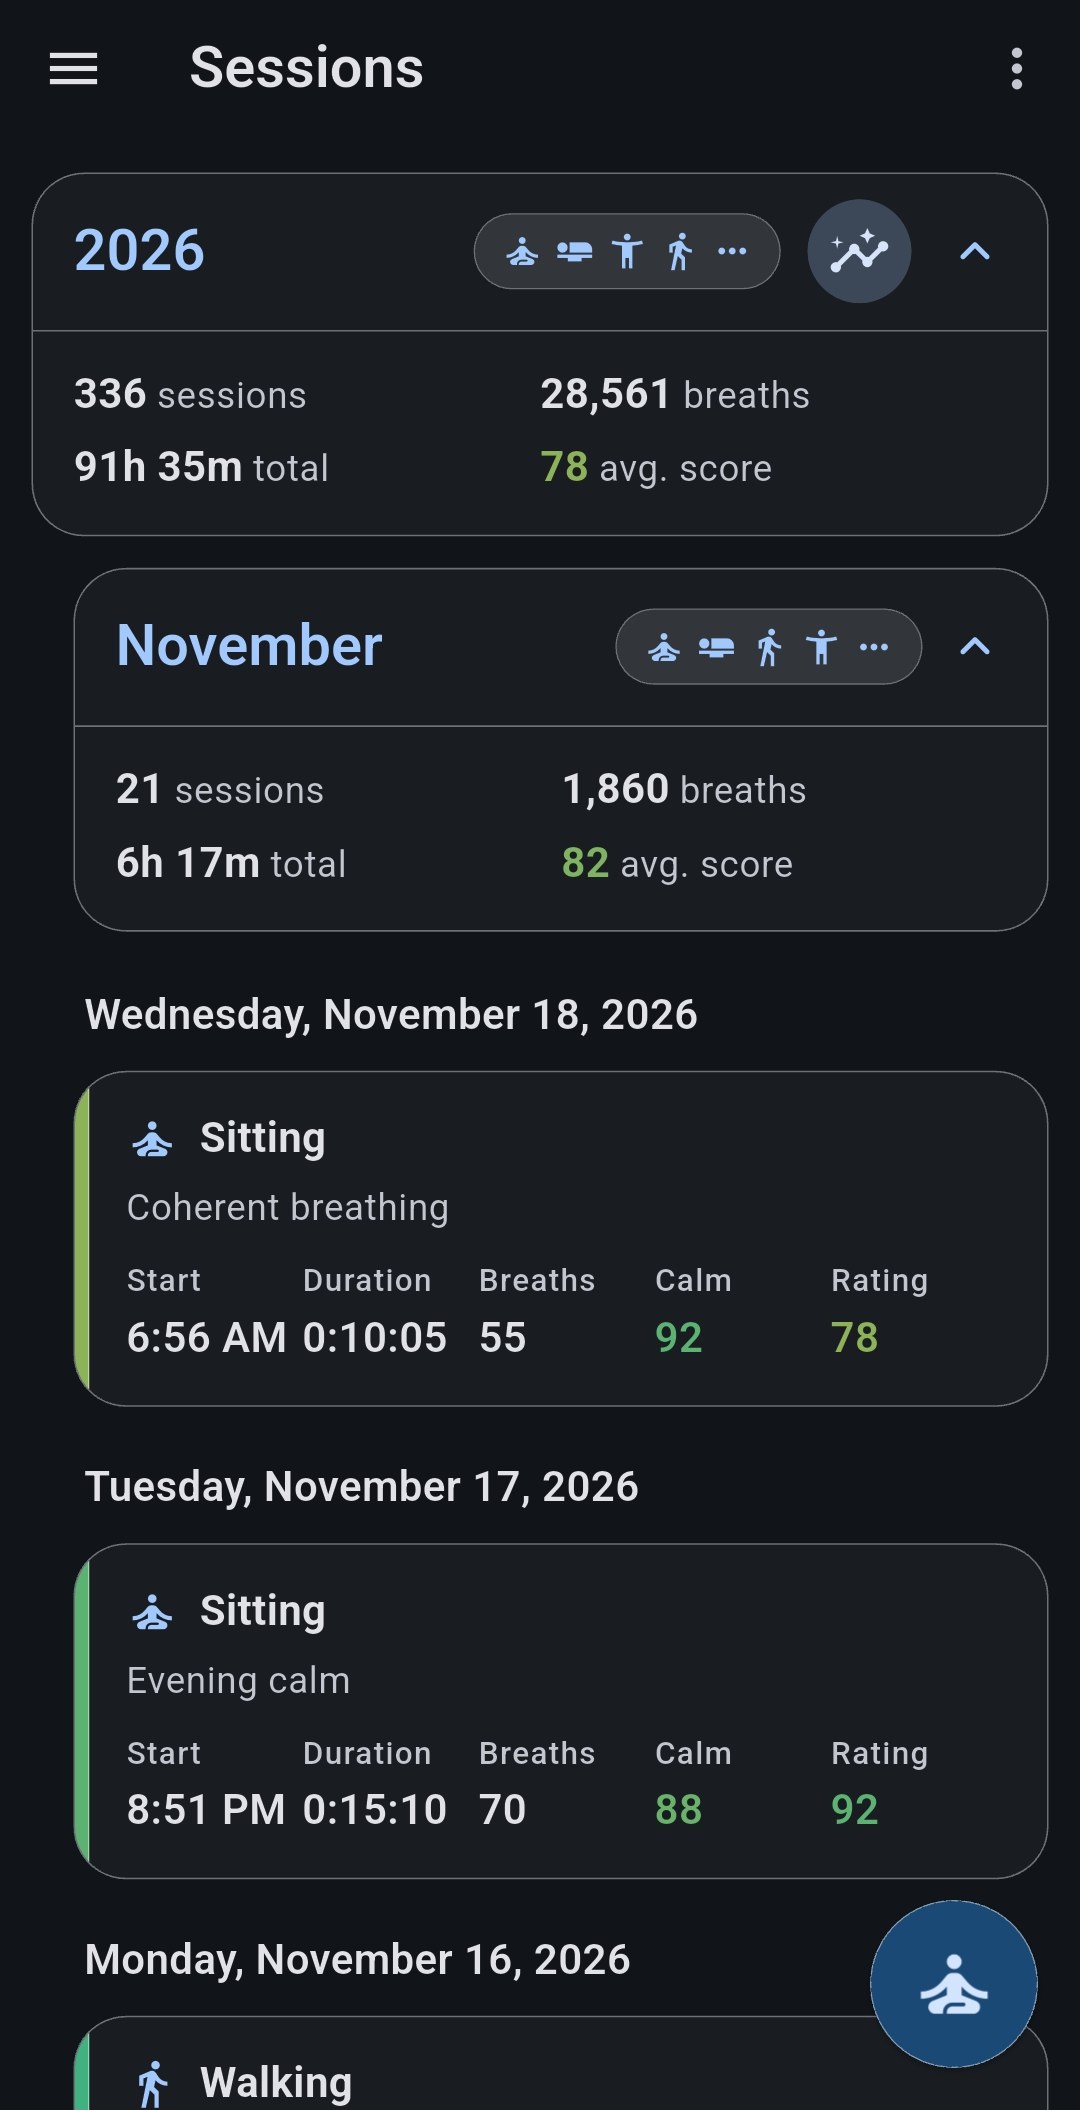 Sessions
2026
336 sessions 28,561 breaths
91h 35m total 78 avg. score
November
21 sessions 1,860 breaths
6h 17m total 82 avg. score
Wednesday, November 18, 2026
Sitting
Coherent breathing
Start Duration Breaths Calm Rating
6:56 AM 0:10:05 55 92 78
Tuesday, November 17, 2026
Sitting
Evening calm
Start Duration Breaths Calm Rating
8:51 PM 0:15:10 70 88 92
Monday, November 16, 2026
Walking